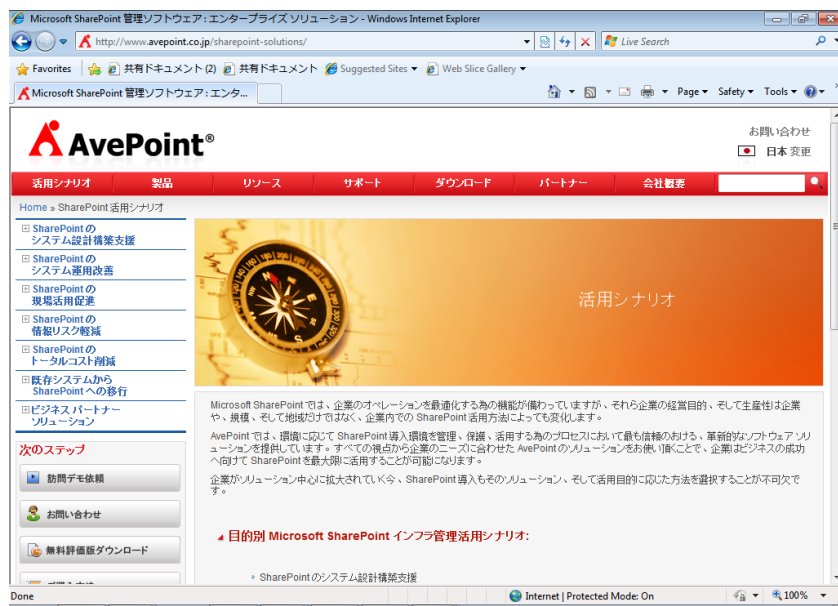 Microsoft SharePoint 管理ソフトウェア : エンタープライズ ソリューション - Windows Internet Explorer
http://www.avepoint.co.jp/sharepoint-solutions/
Live Search
Favorites 共有ドキュメント (2) 共有ドキュメント Suggested Sites Web Slice Gallery
Microsoft SharePoint 管理ソフトウェア : エンタ...
Page Safety Tools
AvePoint®
お問い合わせ
日本 変更
活用シナリオ 製品 リソース サポート ダウンロード パートナー 会社概要
Home » SharePoint 活用シナリオ
SharePoint の
システム設計構築支援
SharePoint の
システム運用改善
SharePoint の
現場活用促進
SharePoint の
情報リスク軽減
SharePoint の
トータルコスト削減
既存システムから
SharePoint への移行
ビジネス パートナー
ソリューション
次のステップ
訪問デモ依頼
お問い合わせ
無料評価版ダウンロード
活用シナリオ
Microsoft SharePoint では、企業のオペレーションを最適化する為の機能が備わっていますが、それら企業の経営目的、そして生産性は企業
や、規模、そして地域だけではなく、企業内での SharePoint 活用方法によっても変化します。
AvePoint では、環境に応じて SharePoint 導入環境を管理、保護、活用する為のプロセスにおいて最も信頼のおける、革新的なソフトウェア ソリ
ューションを提供しています。すべての視点から企業のニーズに合わせた AvePoint のソリューションをお使い頂くことで、企業はビジネスの成功
へ向けて SharePoint を最大限に活用することが可能になります。
企業がソリューション中心に拡大されていく今、SharePoint 導入もそのソリューション、そして活用目的に応じた方法を選択することが不可欠で
す。
目的別 Microsoft SharePoint インフラ管理活用シナリオ:
SharePoint のシステム設計構築支援
Done
Internet | Protected Mode: On
100%